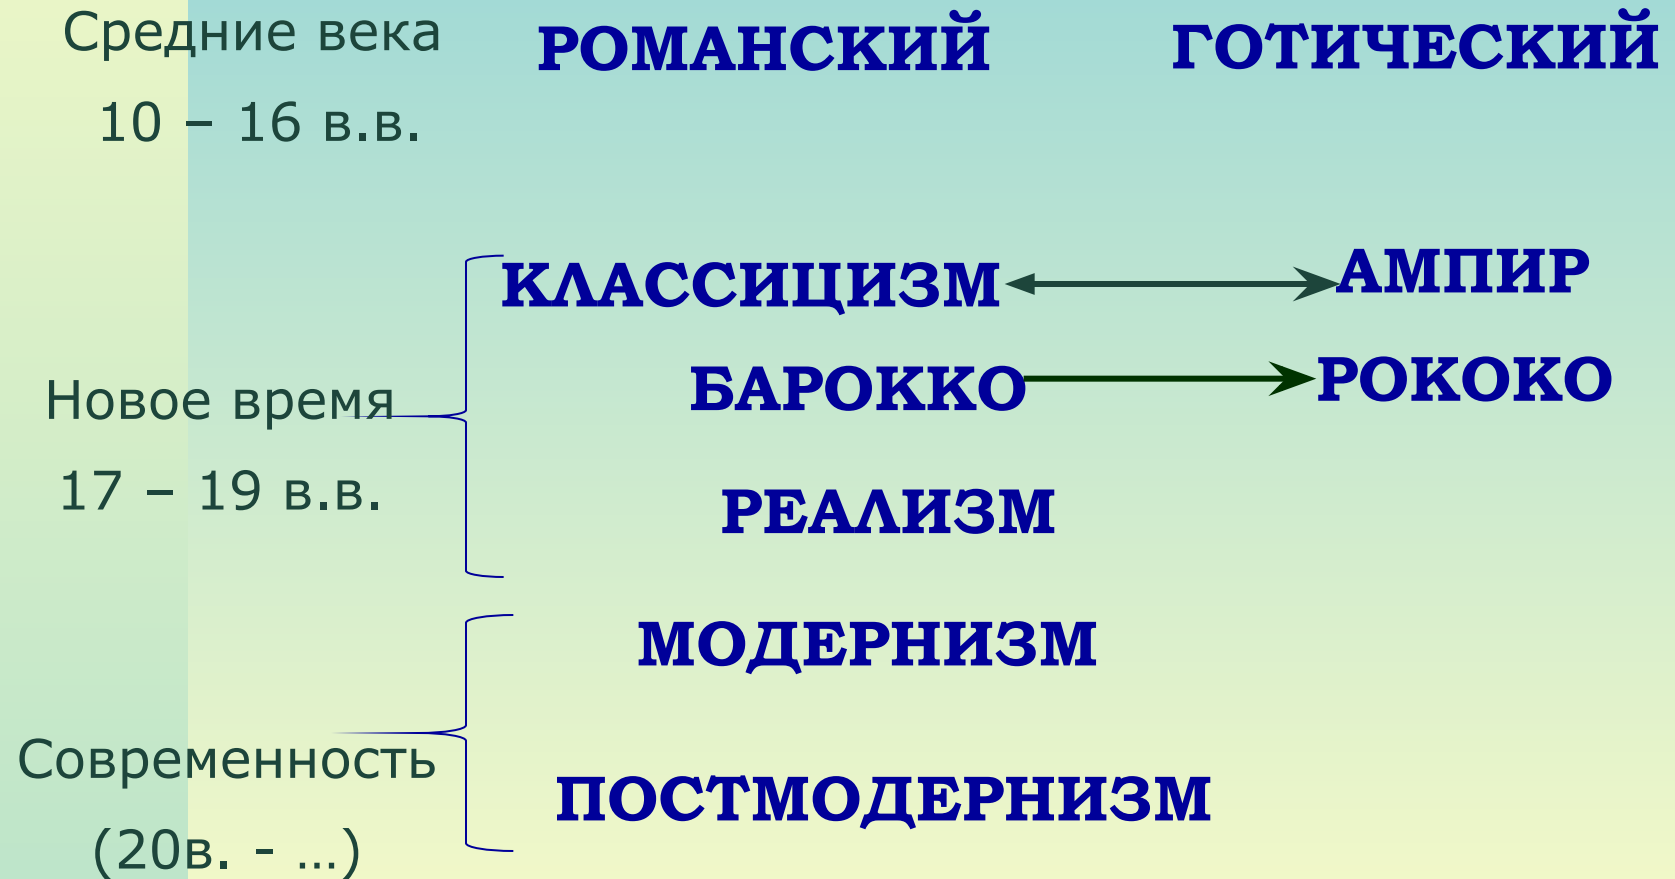 Средние века
10 – 16 в.в.
РОМАНСКИЙ
ГОТИЧЕСКИЙ
Новое время
17 – 19 в.в.
КЛАССИЦИЗМ
АМПИР
БАРОККО
РОКОКО
РЕАЛИЗМ
Современность
(20в. - …)
МОДЕРНИЗМ
ПОСТМОДЕРНИЗМ